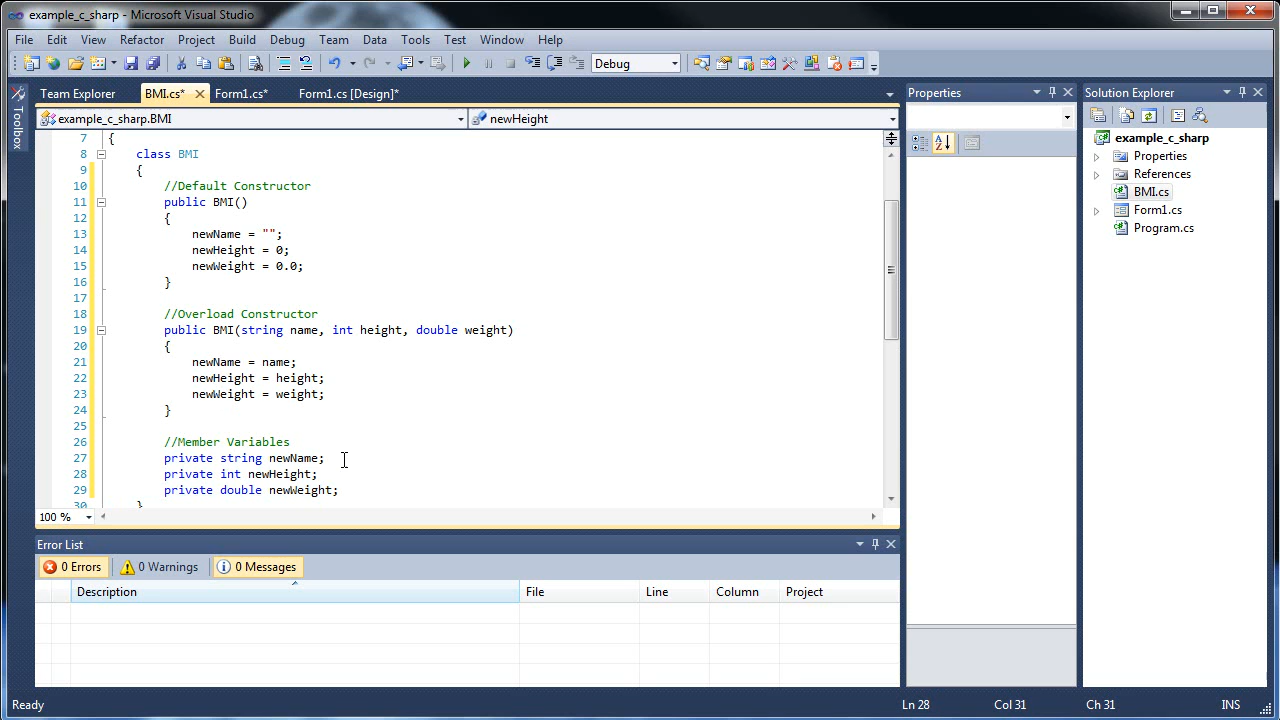 example_c_sharp - Microsoft Visual Studio
File Edit View Refactor Project Build Debug Team Data Tools Test Window Help
Debug
Toolbox
Team Explorer BMI.cs* Form1.cs* Form1.cs [Design]*
example_c_sharp.BMI newHeight
7 {
8 class BMI
9 {
10 //Default Constructor
11 public BMI()
12 {
13 newName = "";
14 newHeight = 0;
15 newWeight = 0.0;
16 }
17
18 //Overload Constructor
19 public BMI(string name, int height, double weight)
20 {
21 newName = name;
22 newHeight = height;
23 newWeight = weight;
24 }
25
26 //Member Variables
27 private string newName;
28 private int newHeight;
29 private double newWeight;
30 }
100 %
Error List
0 Errors 0 Warnings 0 Messages
Description File Line Column Project
Properties
Solution Explorer
example_c_sharp
Properties
References
BMI.cs
Form1.cs
Program.cs
Ready Ln 28 Col 31 Ch 31 INS